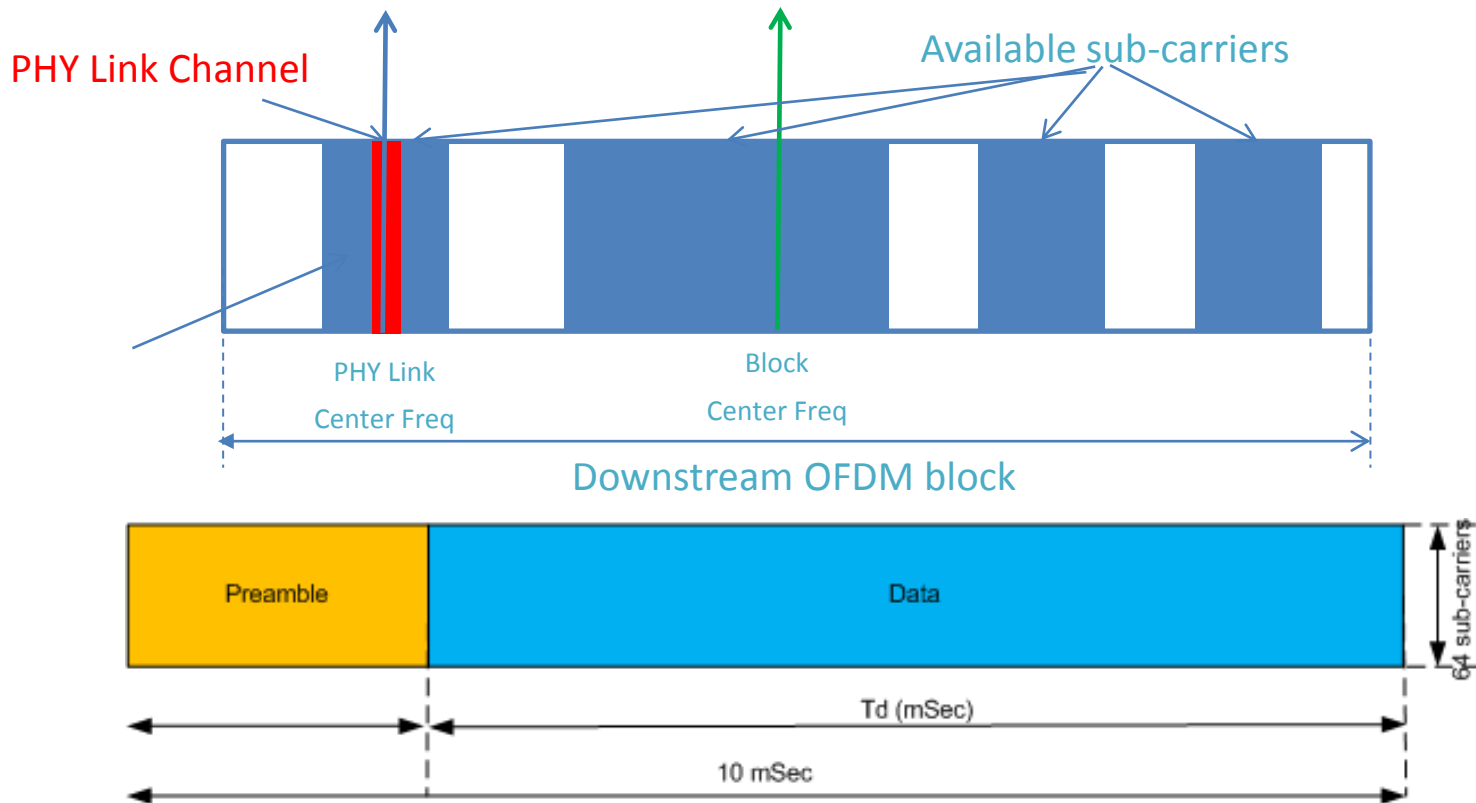 Available sub-carriers
PHY Link Channel
PHY Link
Center Freq
Block
Center Freq
Downstream OFDM block
Preamble
Data
64 sub-carriers
Td (mSec)
10 mSec